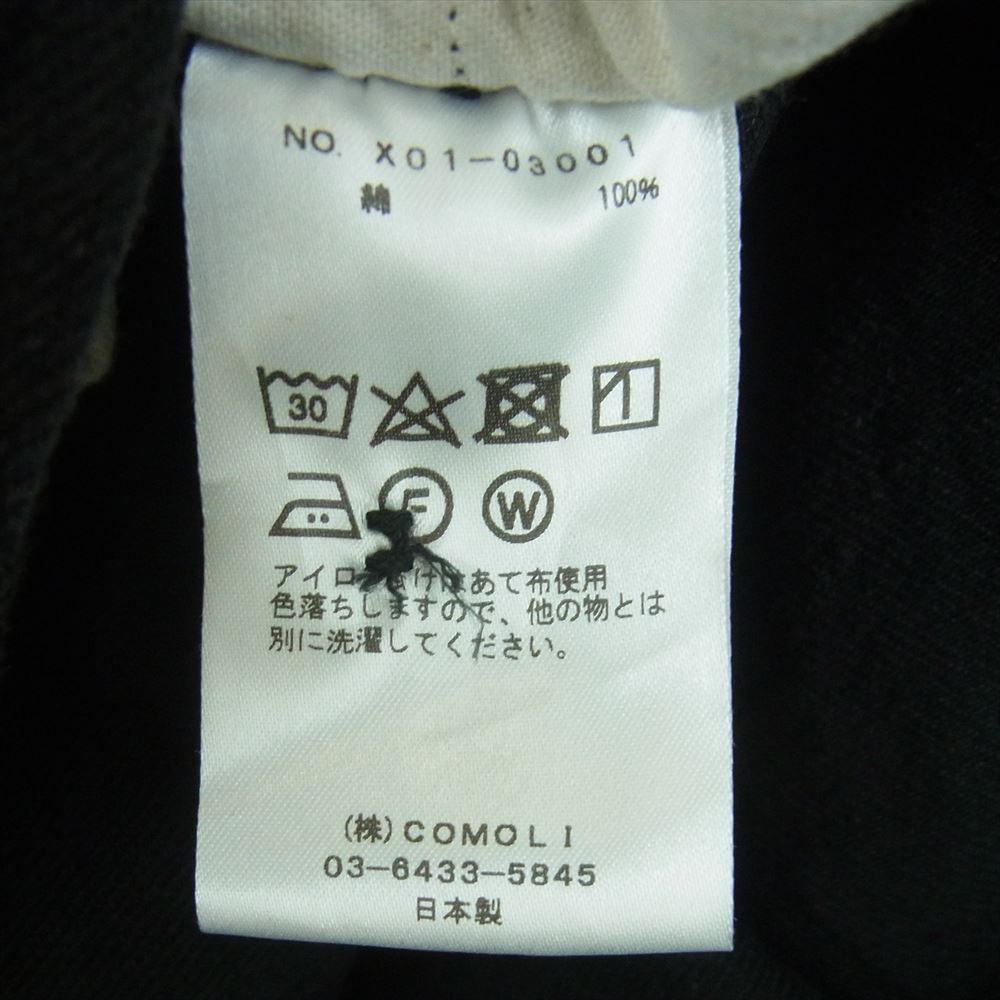 NO. X01-03001
綿 100%
30
F W
アイロ けはあて布使用
色落ちしますので、他の物とは
別に洗濯してください。
(株)COMOLI
03-6433-5845
日本製